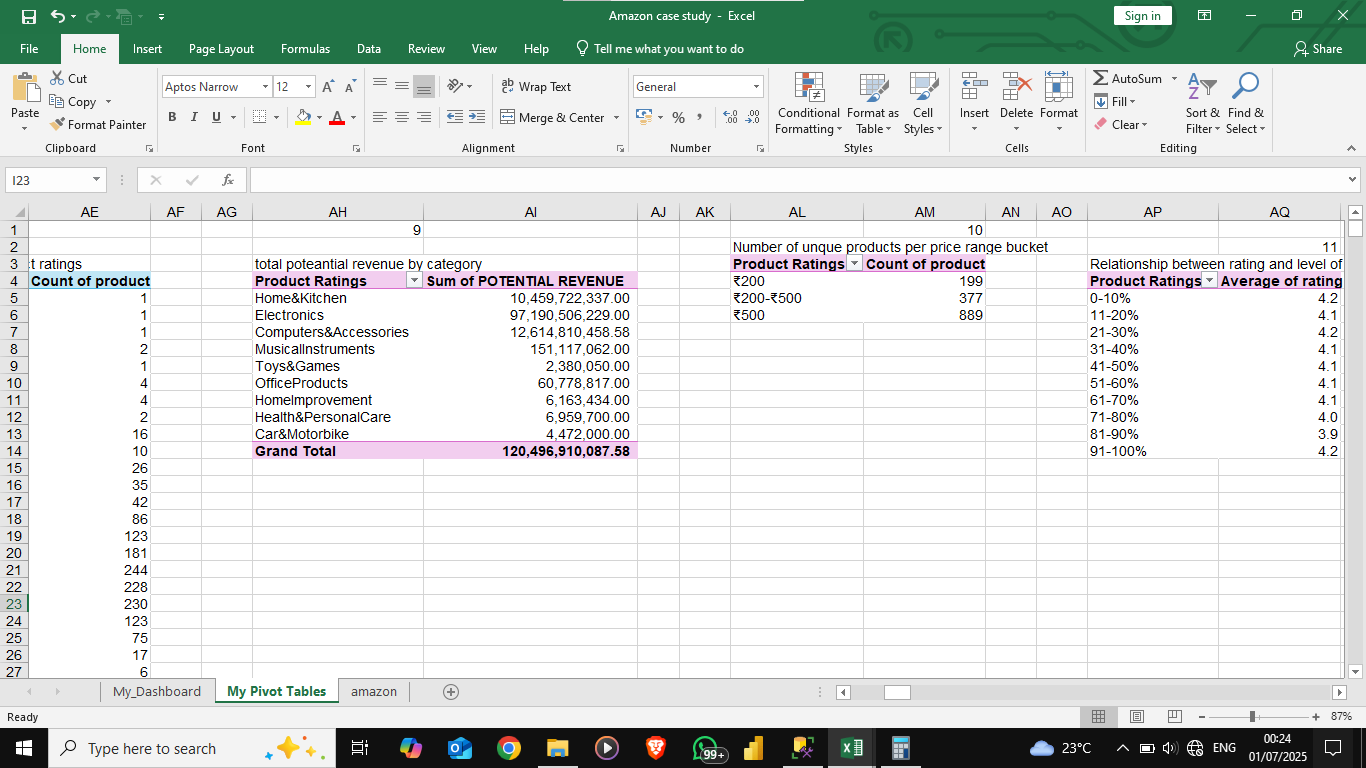 Amazon case study - Excel
Sign in
File Home Insert Page Layout Formulas Data Review View Help Tell me what you want to do Share
Paste
Cut
Copy
Format Painter
Clipboard
Aptos Narrow 12
B I U
Font
Wrap Text
Merge & Center
Alignment
General
%
Number
Conditional Formatting
Format as Table
Cell Styles
Styles
Insert Delete Format
Cells
AutoSum
Fill
Clear
Sort & Filter
Find & Select
Editing
I23 fx
AE AF AG AH AI AJ AK AL AM AN AO AP AQ
1 9 10
2 Number of unque products per price range bucket 11
3 :t ratings total poteantial revenue by category Product Ratings Count of product Relationship between rating and level of
4 Count of product Product Ratings Sum of POTENTIAL REVENUE ₹200 199 Product Ratings Average of rating
5 1 Home&Kitchen 10,459,722,337.00 ₹200-₹500 377 0-10% 4.2
6 1 Electronics 97,190,506,229.00 ₹500 889 11-20% 4.1
7 1 Computers&Accessories 12,614,810,458.58 21-30% 4.2
8 2 MusicalInstruments 151,117,062.00 31-40% 4.1
9 1 Toys&Games 2,380,050.00 41-50% 4.1
10 4 OfficeProducts 60,778,817.00 51-60% 4.1
11 4 HomeImprovement 6,163,434.00 61-70% 4.1
12 2 Health&PersonalCare 6,959,700.00 71-80% 4.0
13 16 Car&Motorbike 4,472,000.00 81-90% 3.9
14 10 Grand Total 120,496,910,087.58 91-100% 4.2
15 26
16 35
17 42
18 86
19 123
20 181
21 244
22 228
23 230
24 123
25 75
26 17
27 6
My_Dashboard My Pivot Tables amazon
Ready 87%
Type here to search 99+ 23°C ENG 00:24
01/07/2025